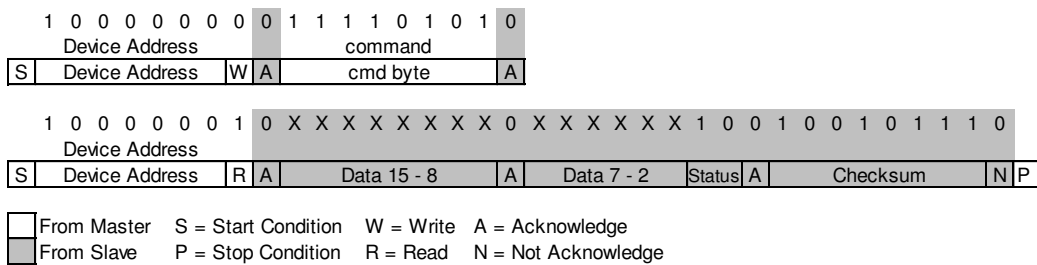 1 0 0 0 0 0 0 0 0 1 1 1 1 0 1 0 1 0
Device Address command
S Device Address W A cmd byte A
1 0 0 0 0 0 0 1 0 X X X X X X X X 0 X X X X X X 1 0 0 1 0 0 1 0 1 1 1 0
Device Address
S Device Address R A Data 15 - 8 A Data 7 - 2 Status A Checksum N P
From Master S = Start Condition W = Write A = Acknowledge
From Slave P = Stop Condition R = Read N = Not Acknowledge